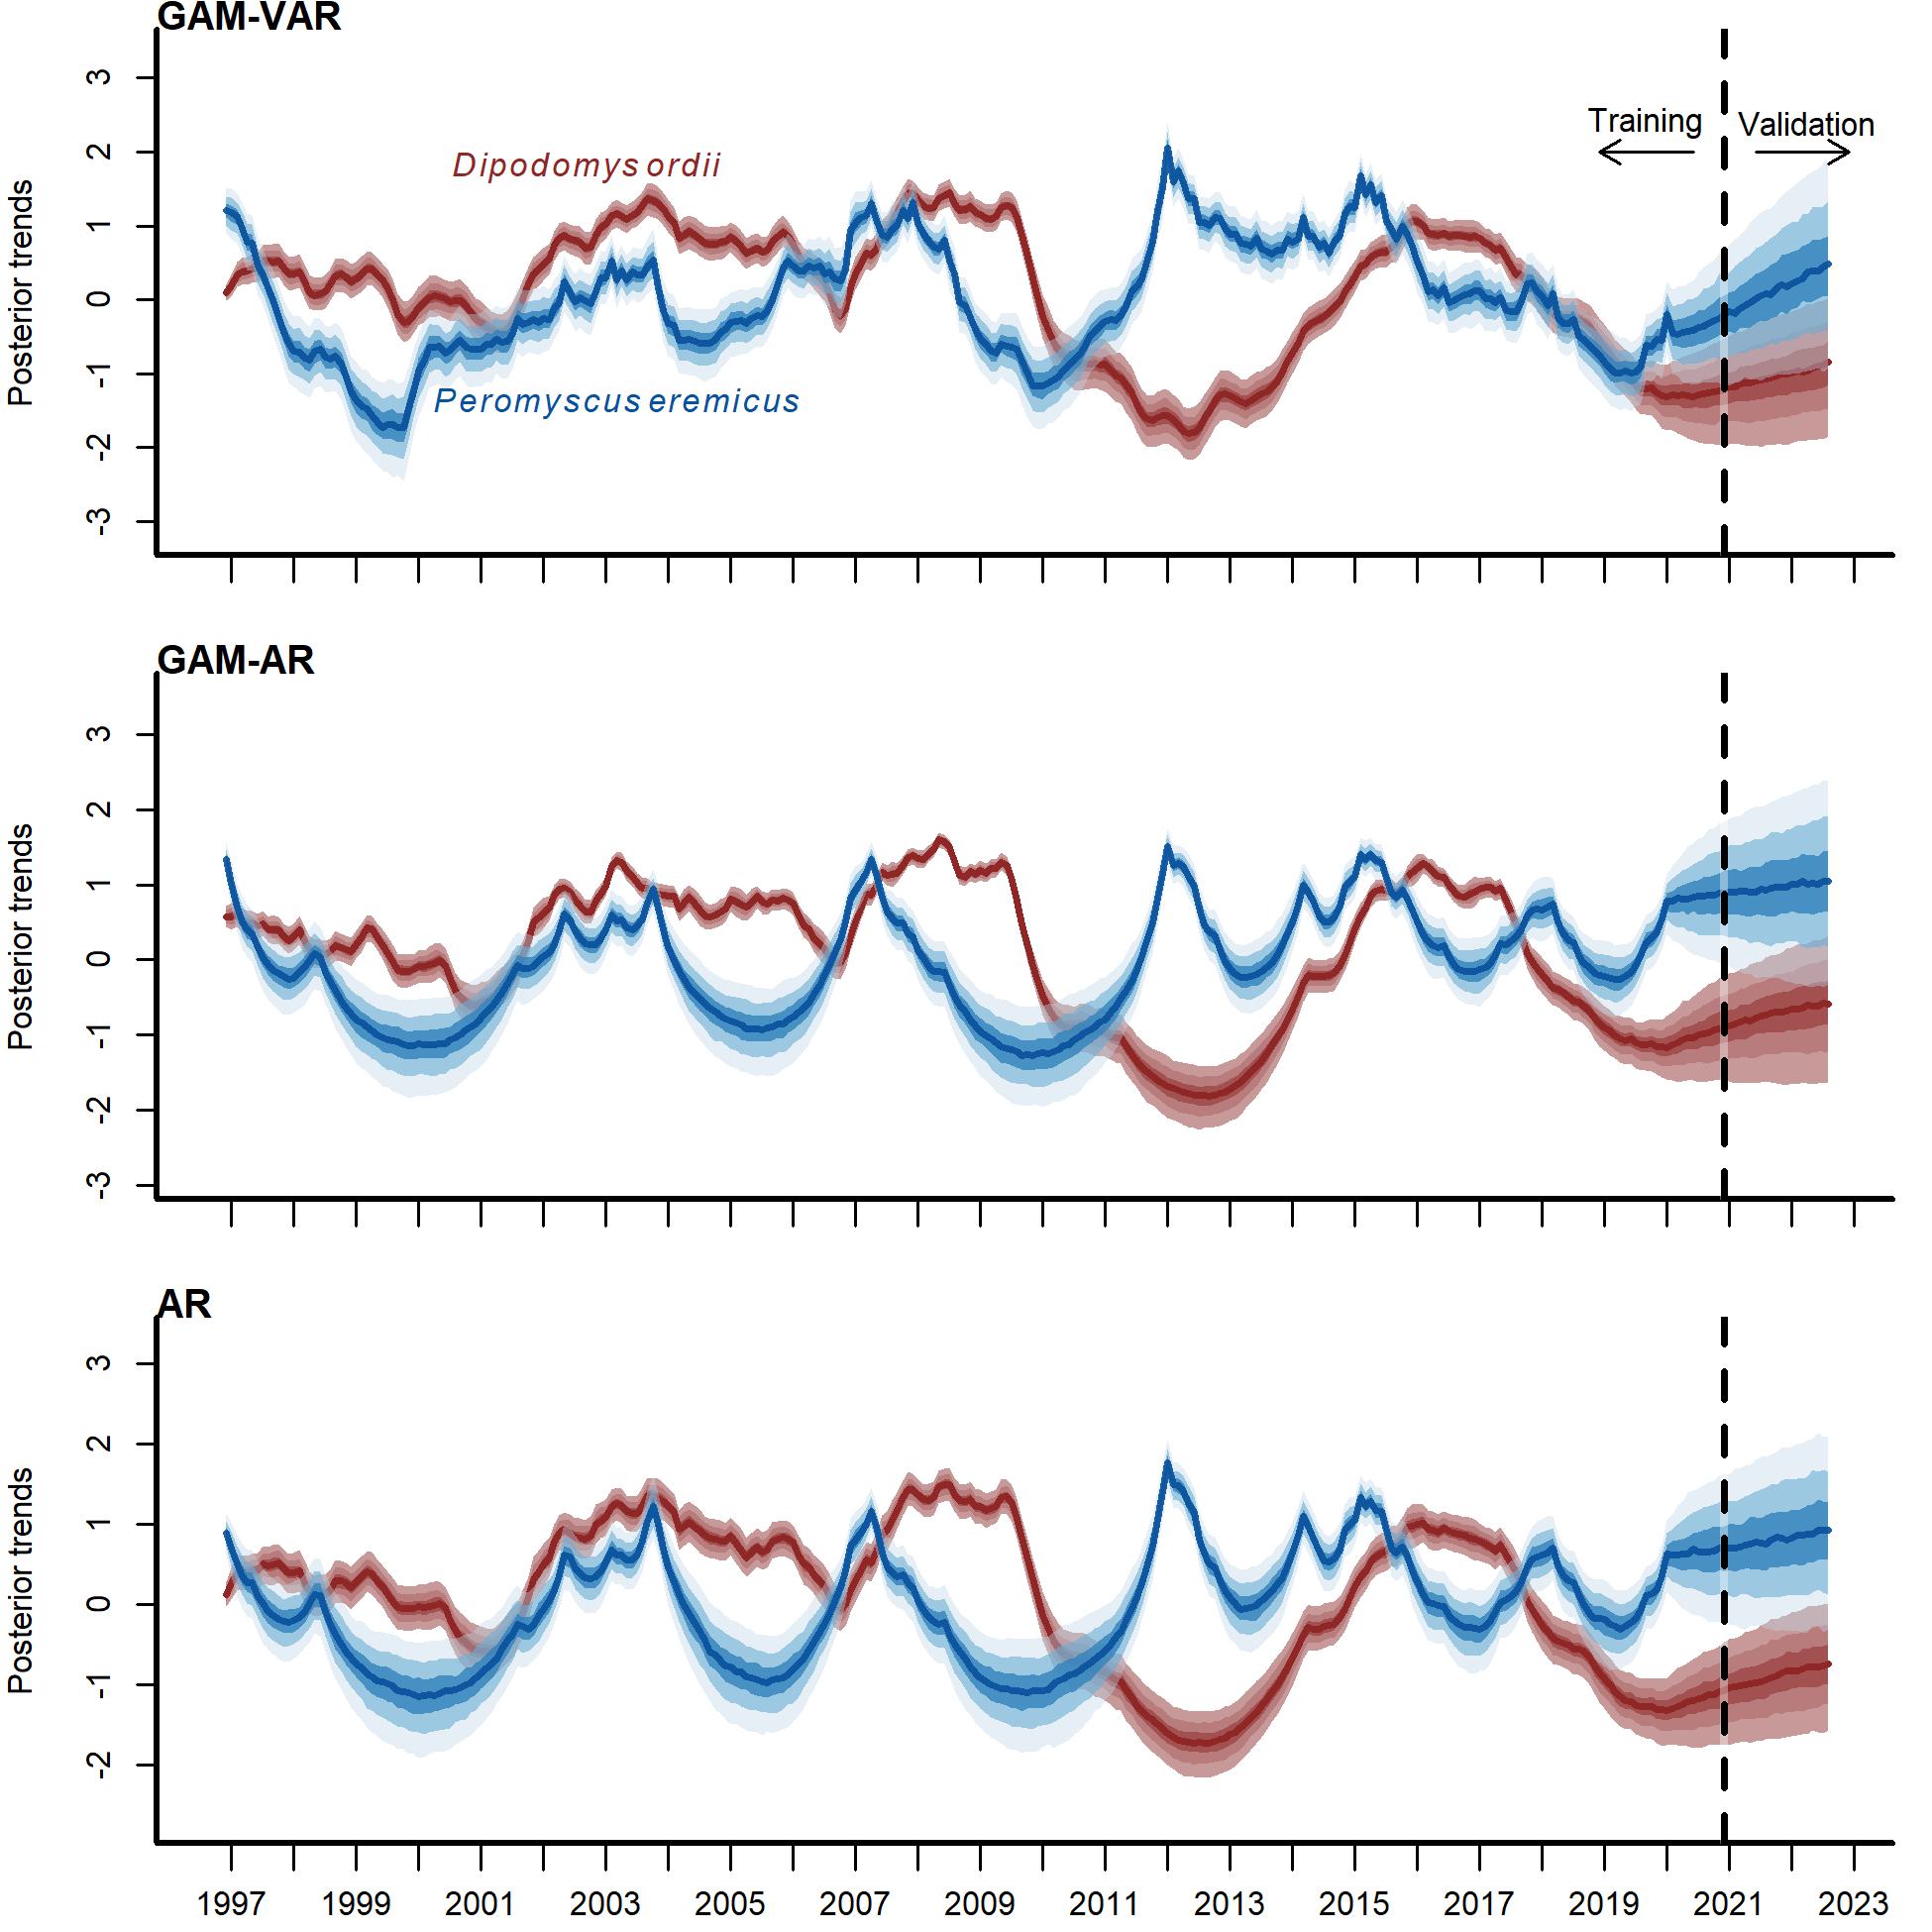 GAM-VAR
Posterior trends
3
2
1
0
-1
-2
-3
Dipodomys ordii
Peromyscus eremicus
Training
Validation
GAM-AR
Posterior trends
3
2
1
0
-1
-2
-3
AR
Posterior trends
3
2
1
0
-1
-2
1997 1999 2001 2003 2005 2007 2009 2011 2013 2015 2017 2019 2021 2023